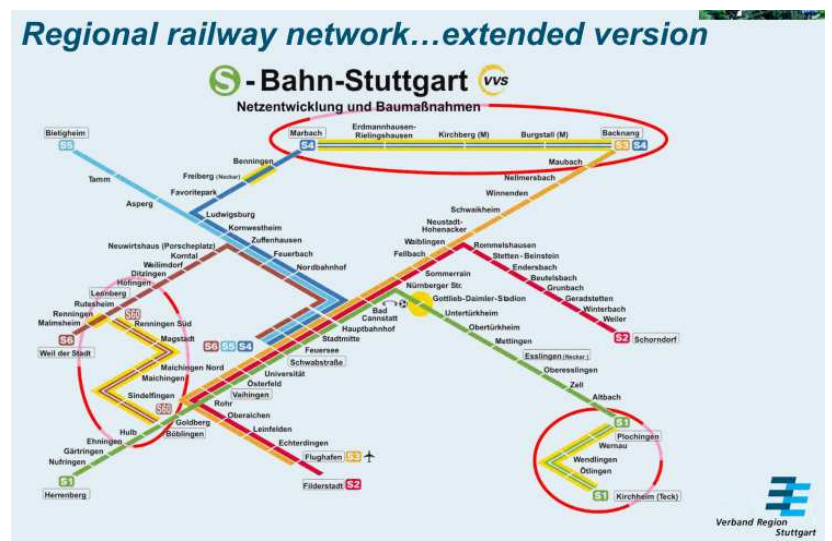 Regional railway network...extended version
S - Bahn-Stuttgart VVS
Netzentwicklung und Baumaßnahmen
Bietigheim
S5
Tamm
Asperg
Marbach
S4
Erdmannhausen-
Rielingshausen
Kirchberg (M)
Burgstall (M)
Backnang
S3 S4
Benningen
Freiberg (Neckar)
Favoritepark
Ludwigsburg
Kornwestheim
Zuffenhausen
Feuerbach
Nordbahnhof
Maubach
Nellmersbach
Winnenden
Schwaikheim
Neustadt-
Hohenacker
Waiblingen
Fellbach
Sommerrain
Nürnberger Str.
Rommelshausen
Stetten-Beinstein
Endersbach
Beutelsbach
Grunbach
Geradstetten
Winterbach
Weiler
S2 Schorndorf
Neuwirtshaus (Porscheplatz)
Korntal
Weilimdorf
Ditzingen
Höfingen
Leonberg
Rutesheim
Renningen
Malmsheim
S6
Weil der Stadt
S60
Renningen Süd
Magstadt
Maichingen Nord
Maichingen
Sindelfingen
S60
Goldberg
Böblingen
Hulb
Ehningen
Gärtringen
Nufringen
S1
Herrenberg
S6 S5 S4
Bad
Cannstatt
Hauptbahnhof
Stadtmitte
Feuersee
Schwabstraße
Universität
Österfeld
Vaihingen
Rohr
Oberaichen
Leinfelden
Echterdingen
Flughafen S3
Filderstadt S2
Gottlieb-Daimler-Stadion
Untertürkheim
Obertürkheim
Mettingen
Esslingen (Neckar)
Oberesslingen
Zell
Altbach
S1
Plochingen
Wernau
Wendlingen
Ötlingen
S1 Kirchheim (Teck)
Verband Region
Stuttgart